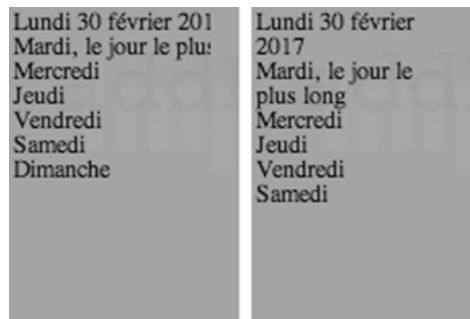 Lundi 30 février 201
Mardi, le jour le plu
Mercredi
Jeudi
Vendredi
Samedi
Dimanche
Lundi 30 février
2017
Mardi, le jour le
plus long
Mercredi
Jeudi
Vendredi
Samedi